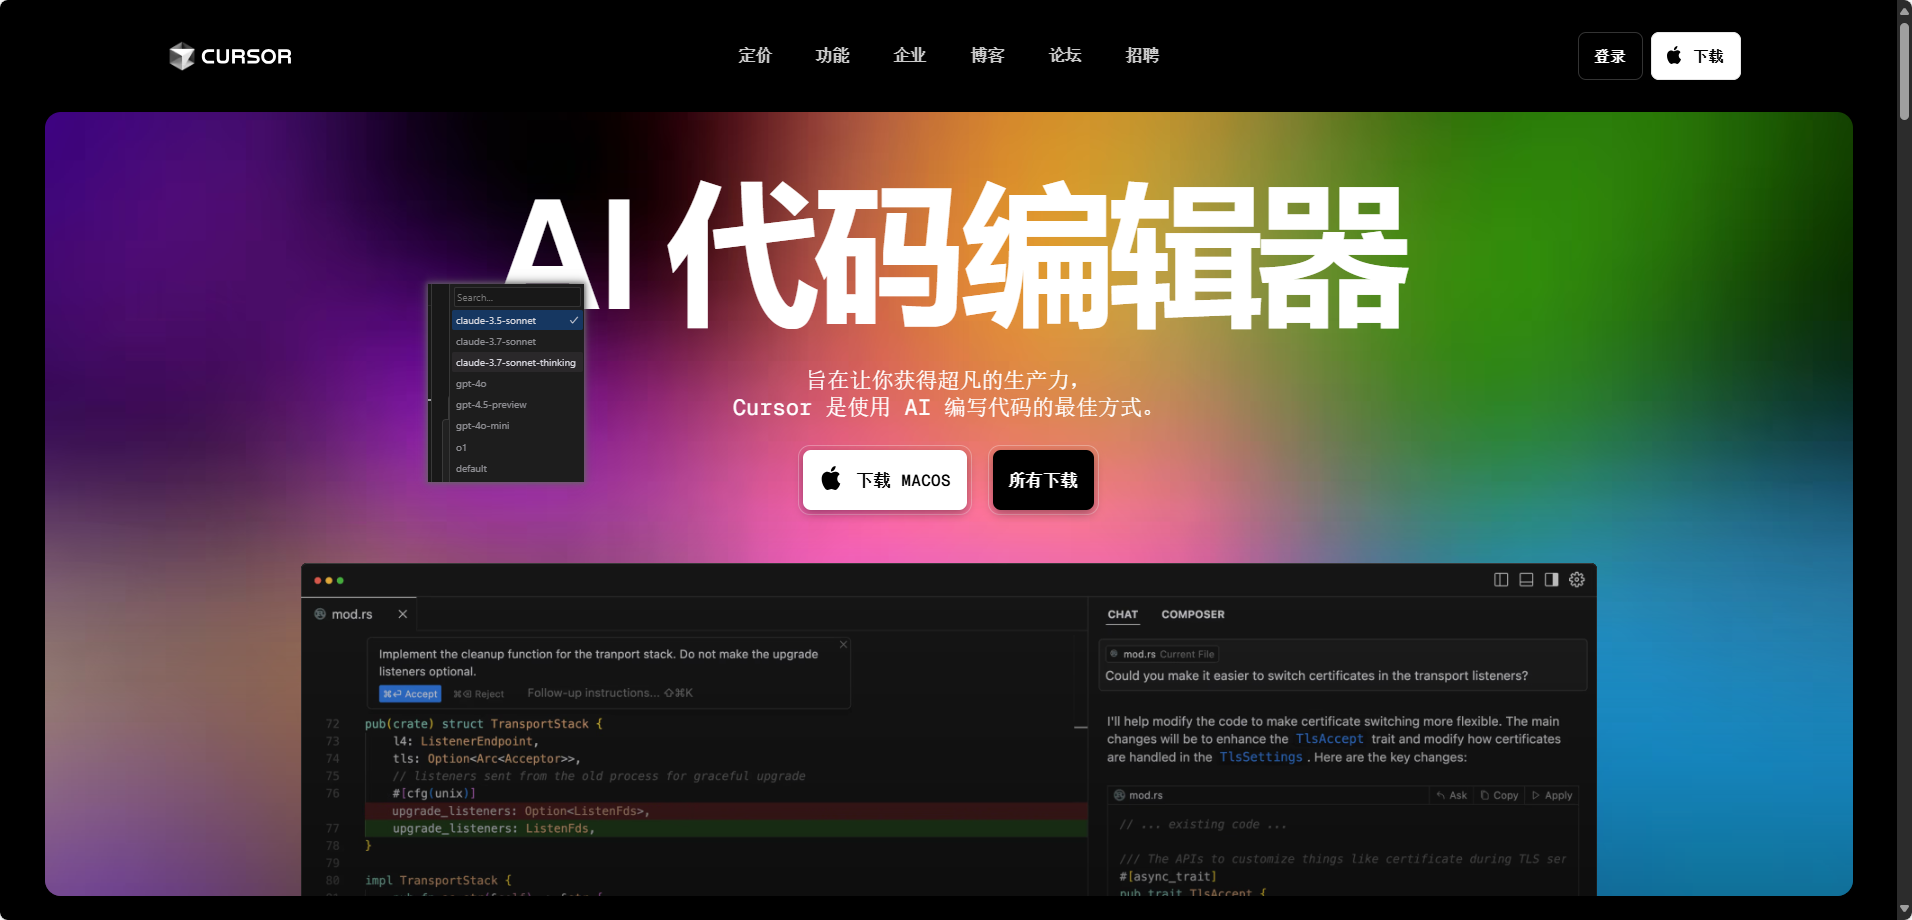 CURSOR
定价 功能 企业 博客 论坛 招聘
登录 下载
AI 代码编辑器
Search...
claude-3.5-sonnet
claude-3.7-sonnet
claude-3.7-sonnet-thinking
gpt-4o
gpt-4.5-preview
gpt-4o-mini
o1
default
旨在让你获得超凡的生产力，
Cursor 是使用 AI 编写代码的最佳方式。
下载 MACOS
所有下载
mod.rs
Implement the cleanup function for the tranport stack. Do not make the upgrade
listeners optional.
⌘⏎ Accept ⌘⌫ Reject Follow-up instructions... ⇧⌘K
72 pub(crate) struct TransportStack {
73 l4: ListenerEndpoint,
74 tls: Option<Arc<Acceptor>>,
75 // listeners sent from the old process for graceful upgrade
76 #[cfg(unix)]
upgrade_listeners: Option<ListenFds>,
77 upgrade_listeners: ListenFds,
78 }
79
80 impl TransportStack {
CHAT COMPOSER
mod.rs Current File
Could you make it easier to switch certificates in the transport listeners?
I'll help modify the code to make certificate switching more flexible. The main
changes will be to enhance the TlsAccept trait and modify how certificates
are handled in the TlsSettings . Here are the key changes:
mod.rs Ask Copy Apply
// ... existing code ...
/// The APIs to customize things like certificate during TLS ser
#[async_trait]
pub trait TlsAccept {